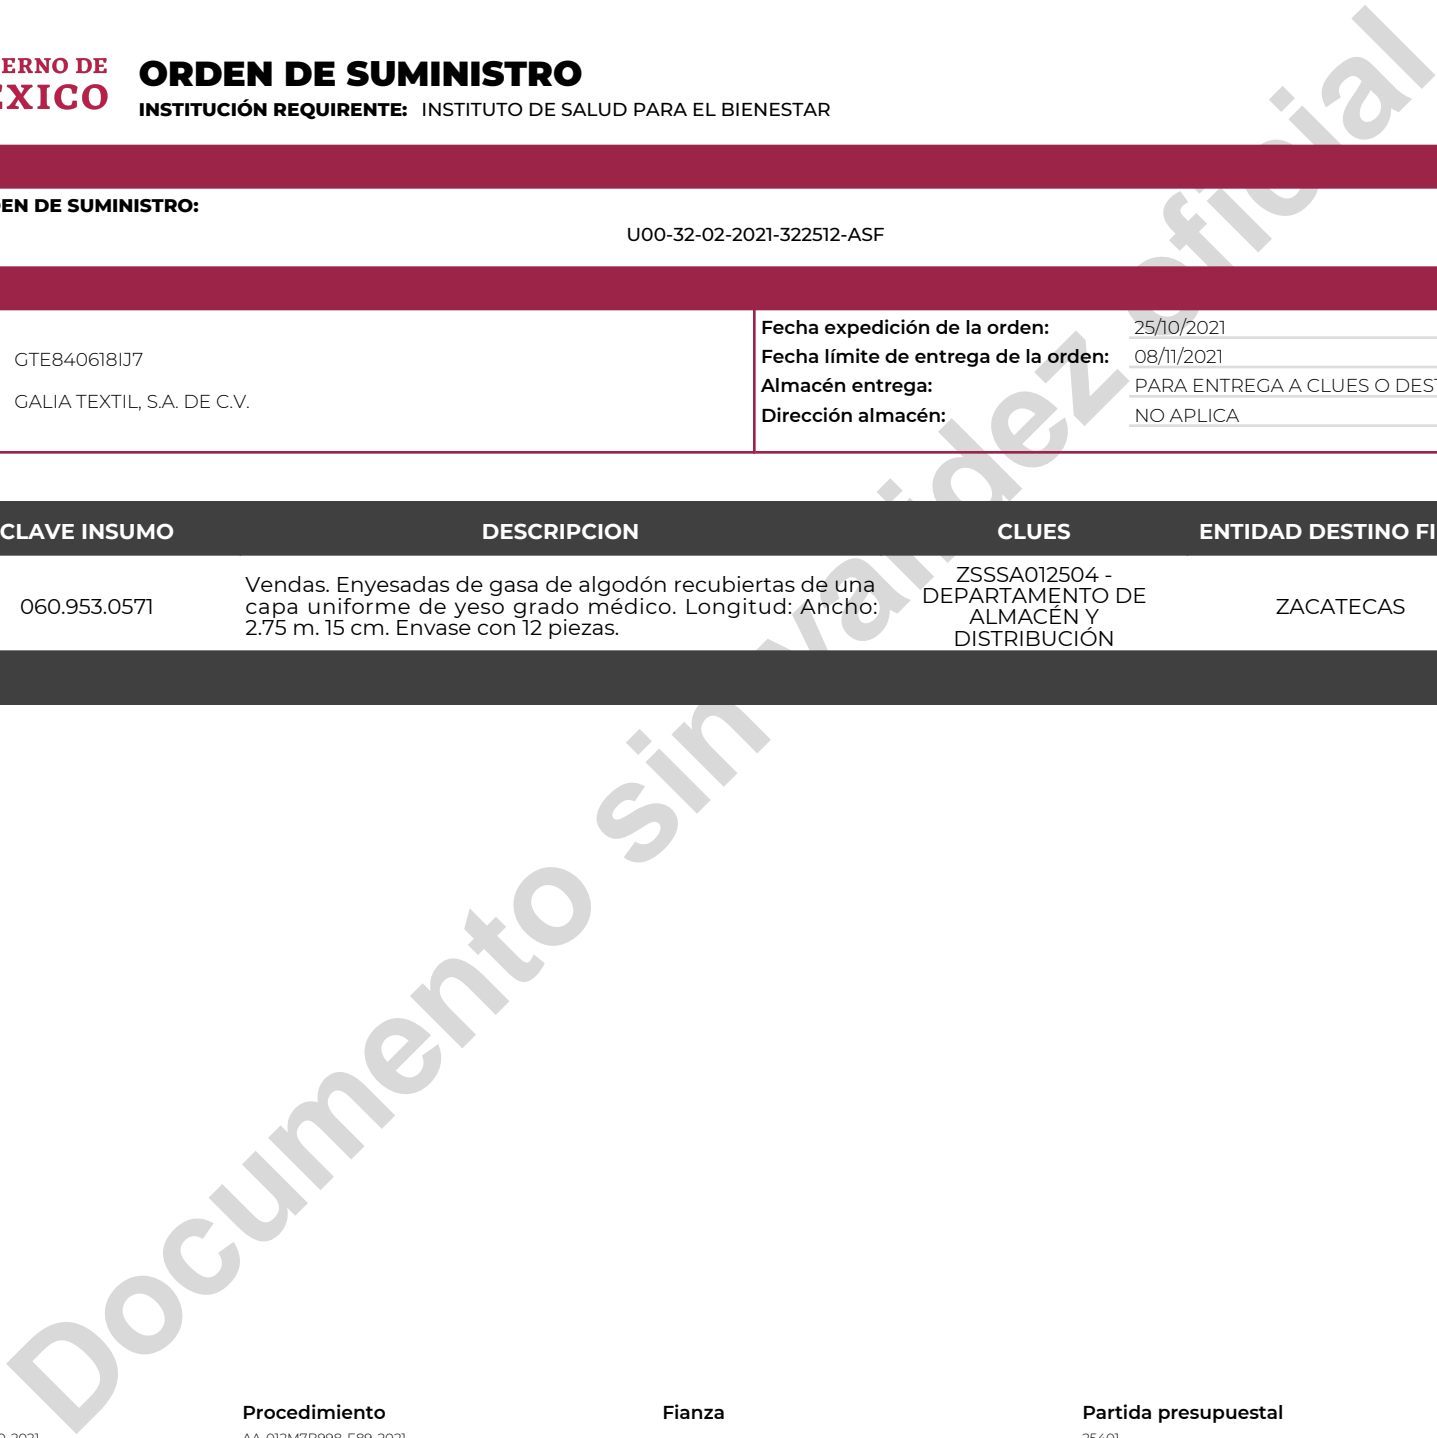 ERNO DE
ÉXICO
ORDEN DE SUMINISTRO
INSTITUCIÓN REQUIRENTE: INSTITUTO DE SALUD PARA EL BIENESTAR
EN DE SUMINISTRO:
U00-32-02-2021-322512-ASF
GTE840618IJ7
GALIA TEXTIL, S.A. DE C.V.
Fecha expedición de la orden: 25/10/2021
Fecha límite de entrega de la orden: 08/11/2021
Almacén entrega: PARA ENTREGA A CLUES O DEST
Dirección almacén: NO APLICA
CLAVE INSUMO DESCRIPCION CLUES ENTIDAD DESTINO FI
060.953.0571
Vendas. Enyesadas de gasa de algodón recubiertas de una
capa uniforme de yeso grado médico. Longitud: Ancho:
2.75 m. 15 cm. Envase con 12 piezas.
ZSSSA012504 -
DEPARTAMENTO DE
ALMACÉN Y
DISTRIBUCIÓN
ZACATECAS
Documento sin validez oficial
Procedimiento Fianza Partida presupuestal